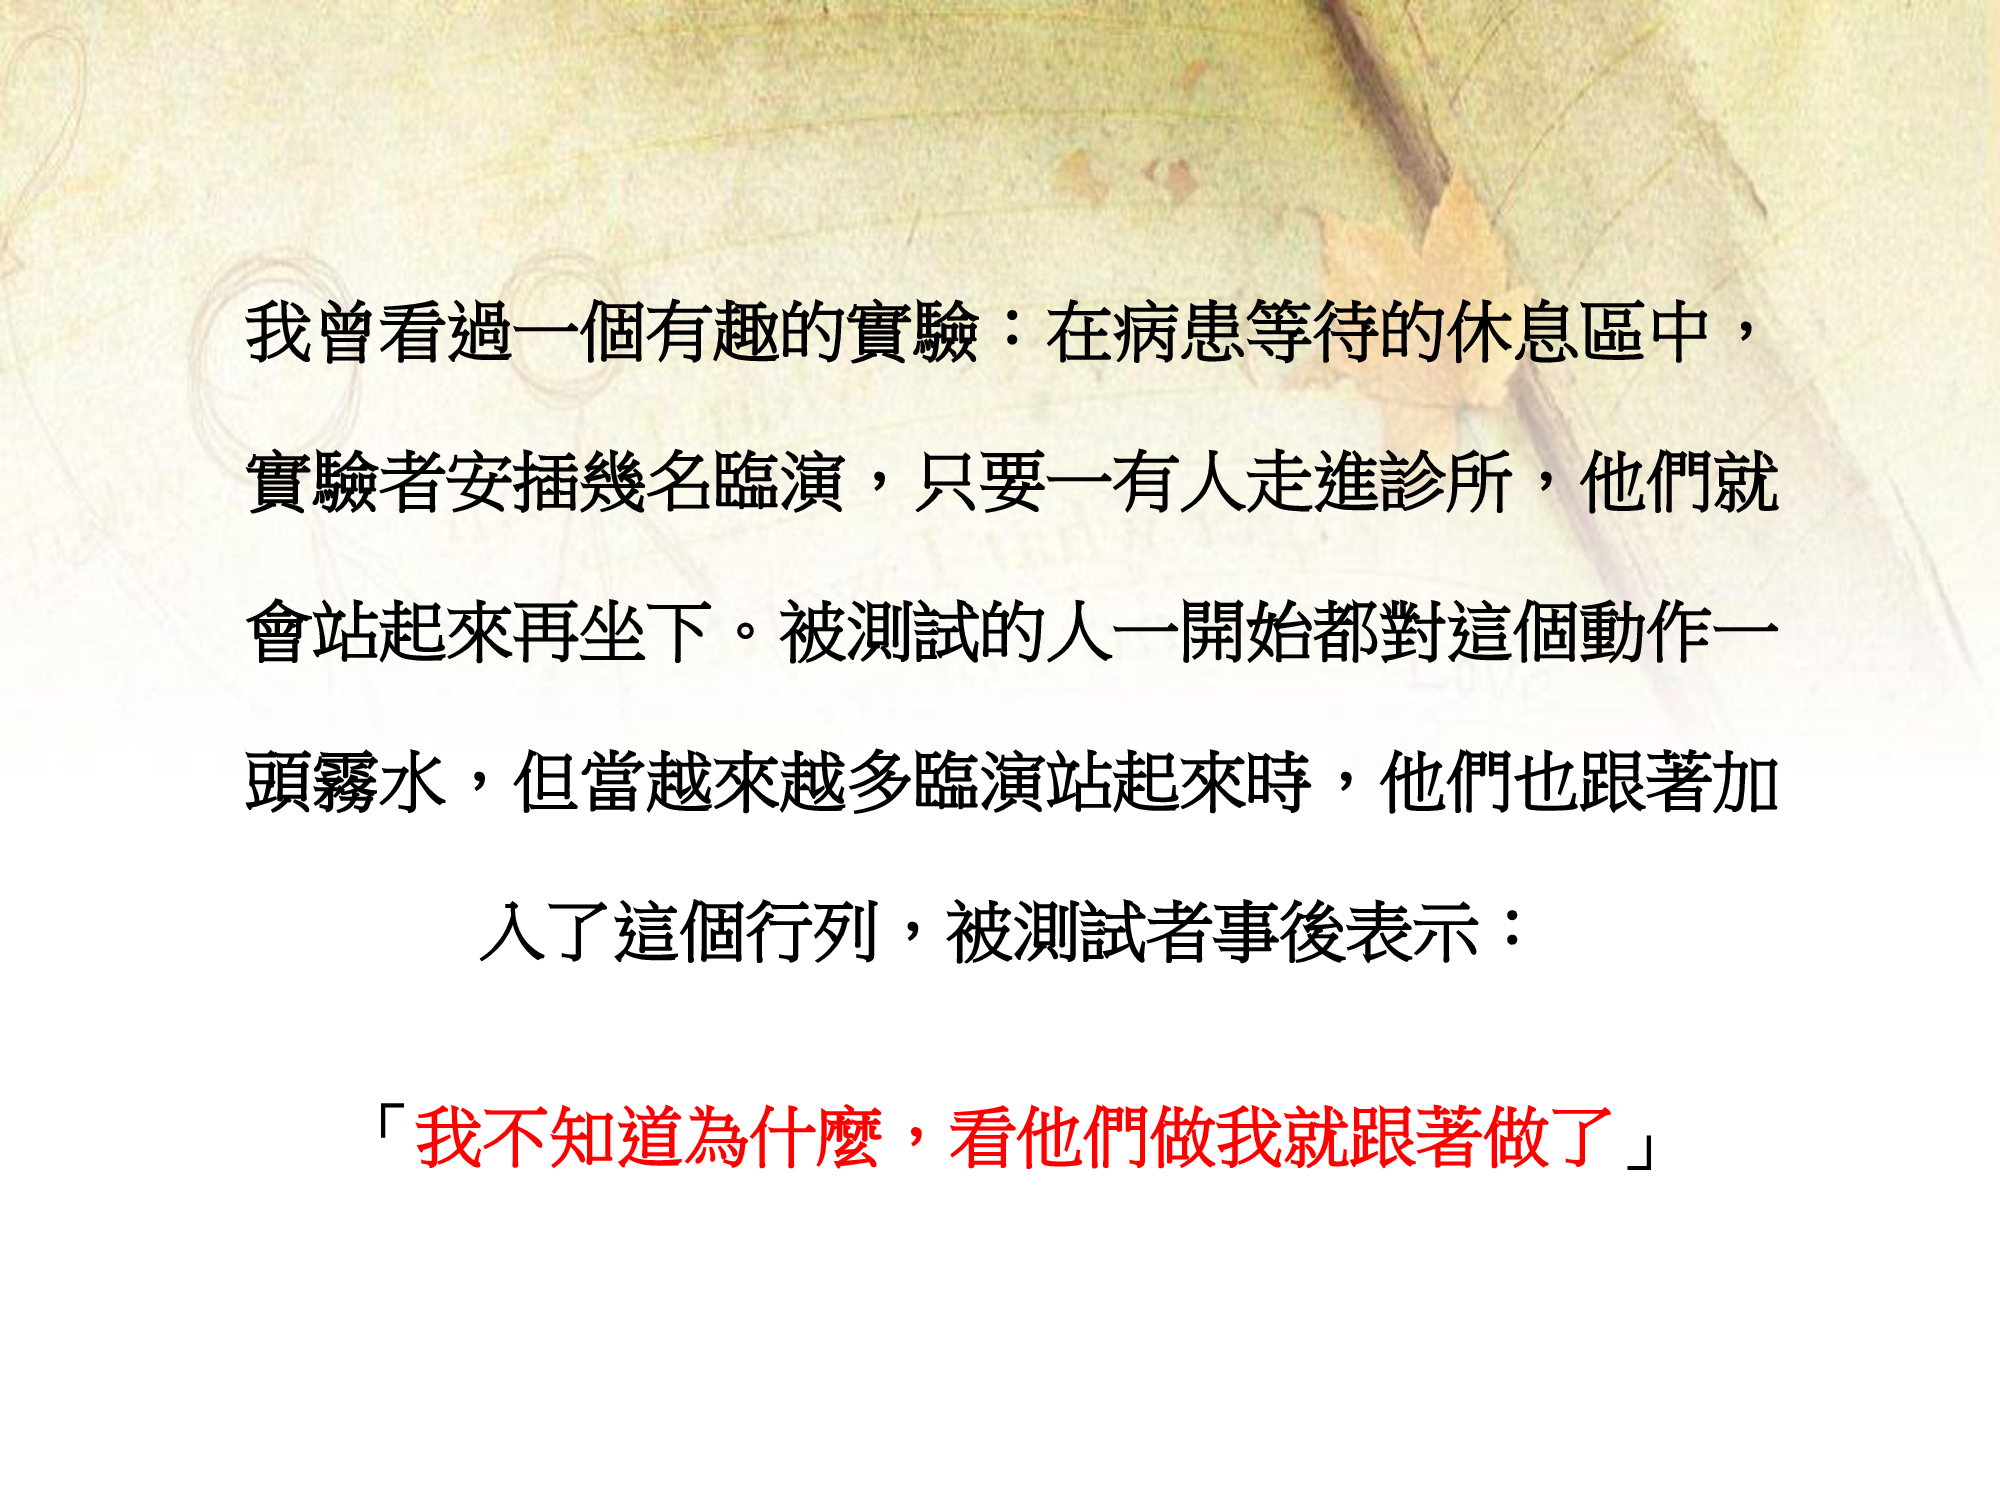 我曾看過一個有趣的實驗：在病患等待的休息區中，
實驗者安插幾名臨演，只要一有人走進診所，他們就
會站起來再坐下。被測試的人一開始都對這個動作一
頭霧水，但當越來越多臨演站起來時，他們也跟著加
入了這個行列，被測試者事後表示：
「我不知道為什麼，看他們做我就跟著做了」